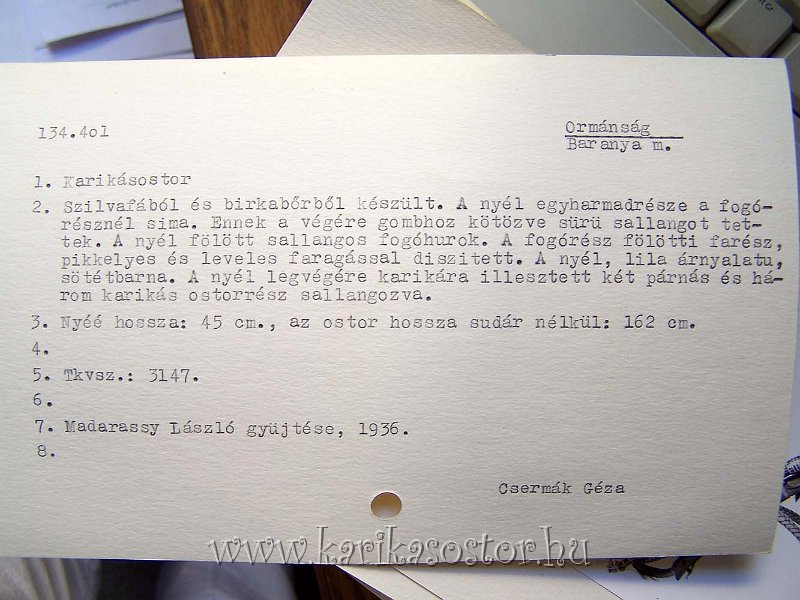 134.4o1
Ormánság
Baranya m.
1. Karikásostor
2. Szilvafából és birkabőrből készült. A nyél egyharmadrésze a fogó-
résznél sima. Ennek a végére gombhoz kötözve sürü sallangot tet-
tek. A nyél fölött sallangos fogóhurok. A fogórész fölötti farész,
pikkelyes és leveles faragással diszitett. A nyél, lila árnyalatu,
sötétbarna. A nyél legvégére karikára illesztett két párnás és há-
rom karikás ostorrész sallangozva.
3. Nyéé hossza: 45 cm., az ostor hossza sudár nélkül: 162 cm.
4.
5. Tkvsz.: 3147.
6.
7. Madarassy László gyüjtése, 1936.
8.
Csermák Géza
www.karikasostor.hu